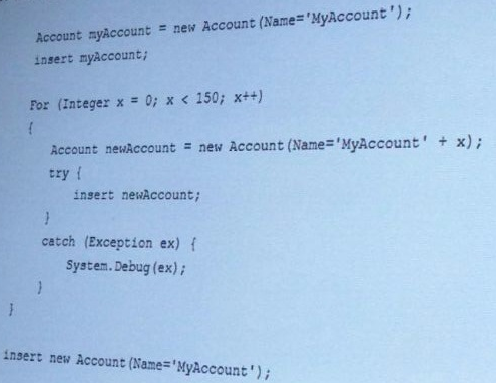 Account myAccount = new Account(Name='MyAccount');
insert myAccount;
For (Integer x = 0; x < 150; x++)
{
Account newAccount = new Account(Name='MyAccount' + x);
try {
insert newAccount;
}
catch (Exception ex) {
System.Debug(ex);
}
}
insert new Account(Name='MyAccount');